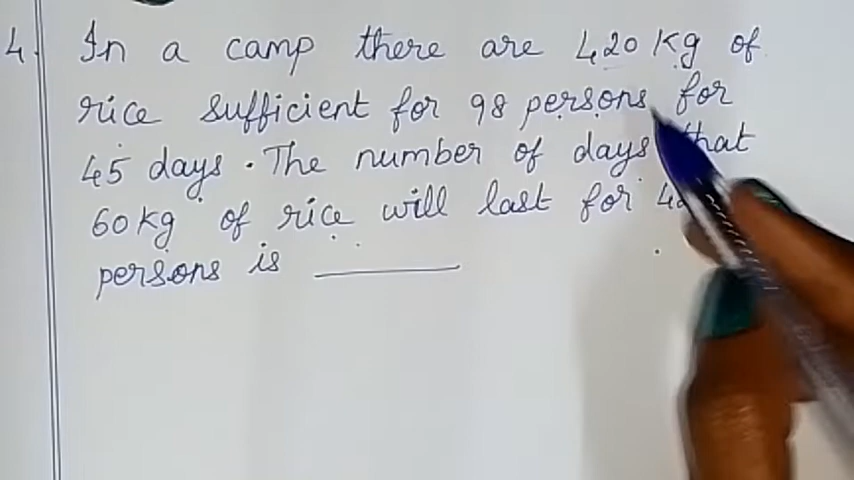 4. In a camp there are 420 Kg of
rice sufficient for 98 persons for
45 days. The number of days that
60 kg of rice will last for
persons is ________